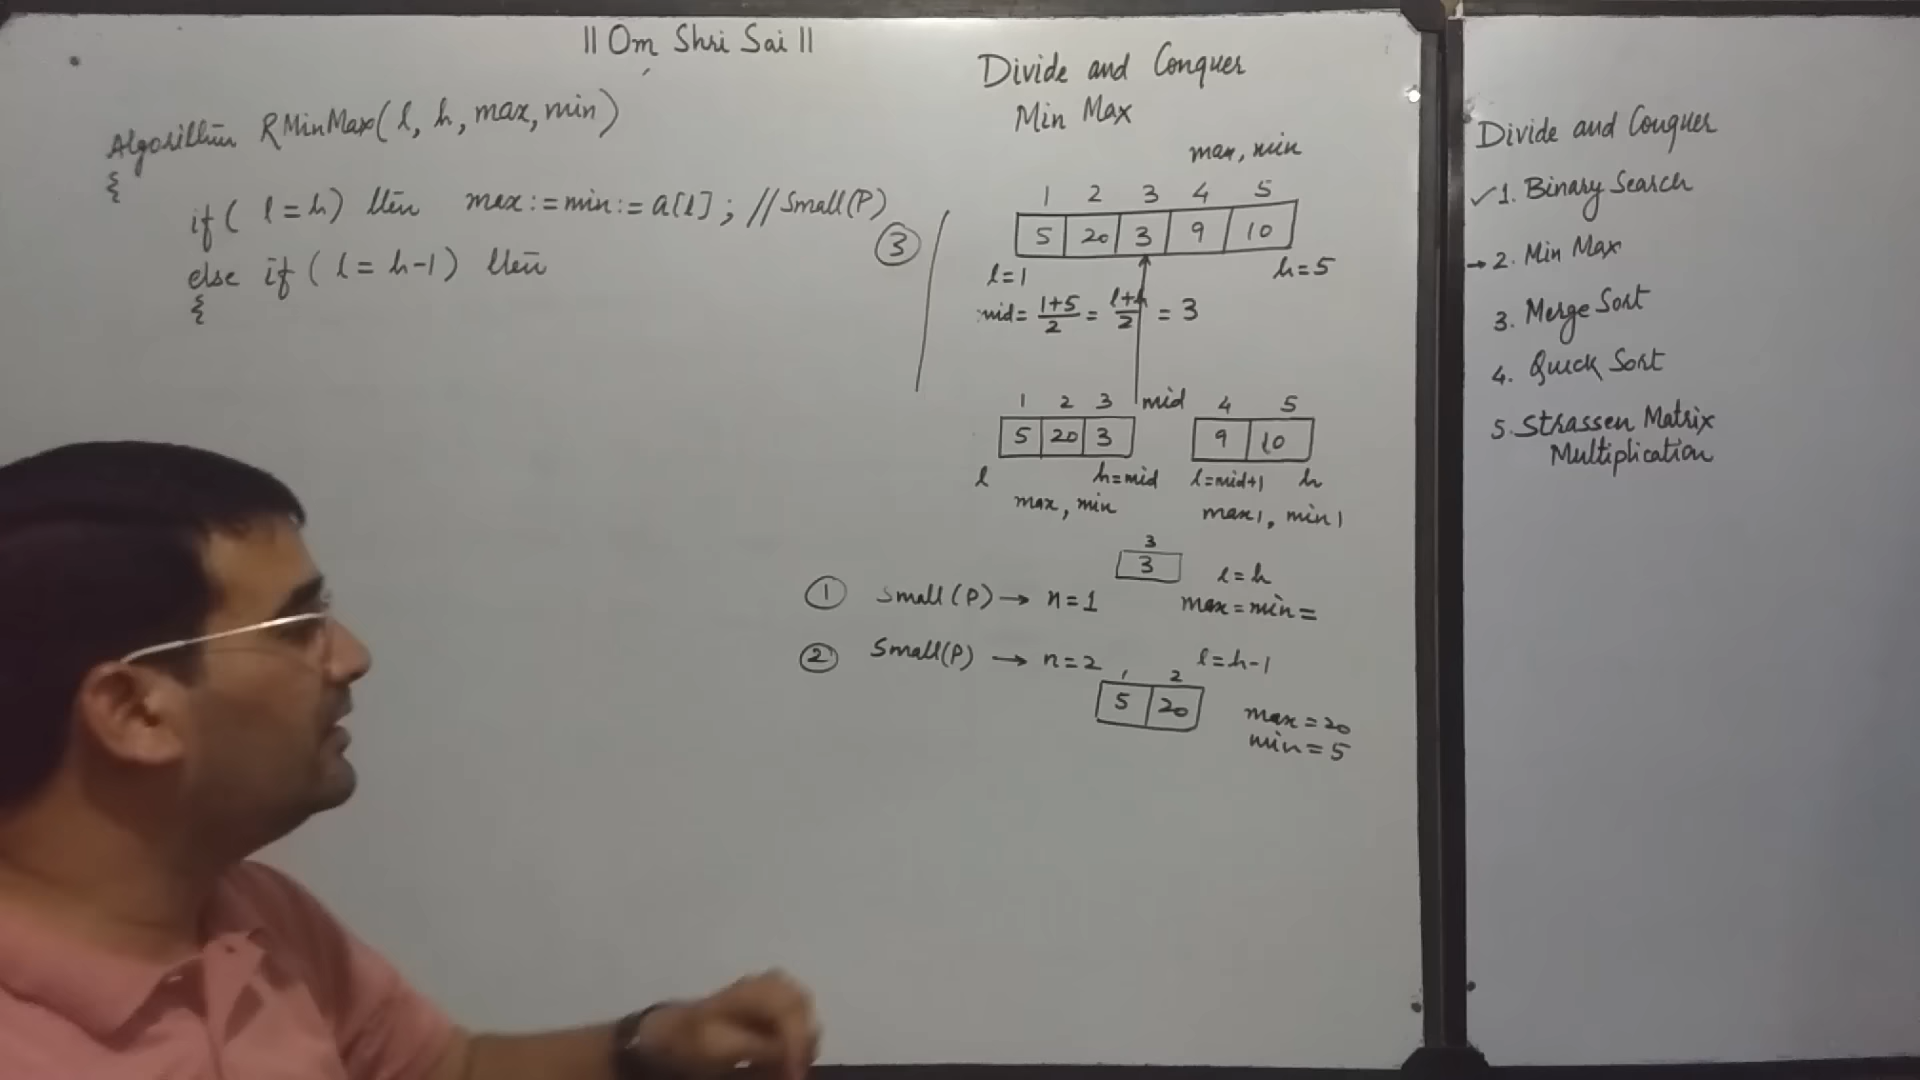 || Om Shri Sai ||
Algorithm RMinMax(l, h, max, min)
{
if ( l = h) then max := min := a[l] ; // Small(P)
else if ( l = h-1) then
{
Divide and Conquer
Min Max
max, min
1 2 3 4 5
3
5 20 3 9 10
l=1 h=5
mid = 1+5/2 = l+h/2 = 3
1 2 3 mid 4 5
5 20 3 9 10
l h=mid l=mid+1 h
max, min max1, min1
3
3 l=h
1 Small (P) → n=1 max = min =
2 Small(P) → n=2 l=h-1
1 2
5 20
max = 20
min = 5
Divide and Conquer
✓1. Binary Search
→2. Min Max
3. Merge Sort
4. Quick Sort
5. Strassen Matrix
Multiplication